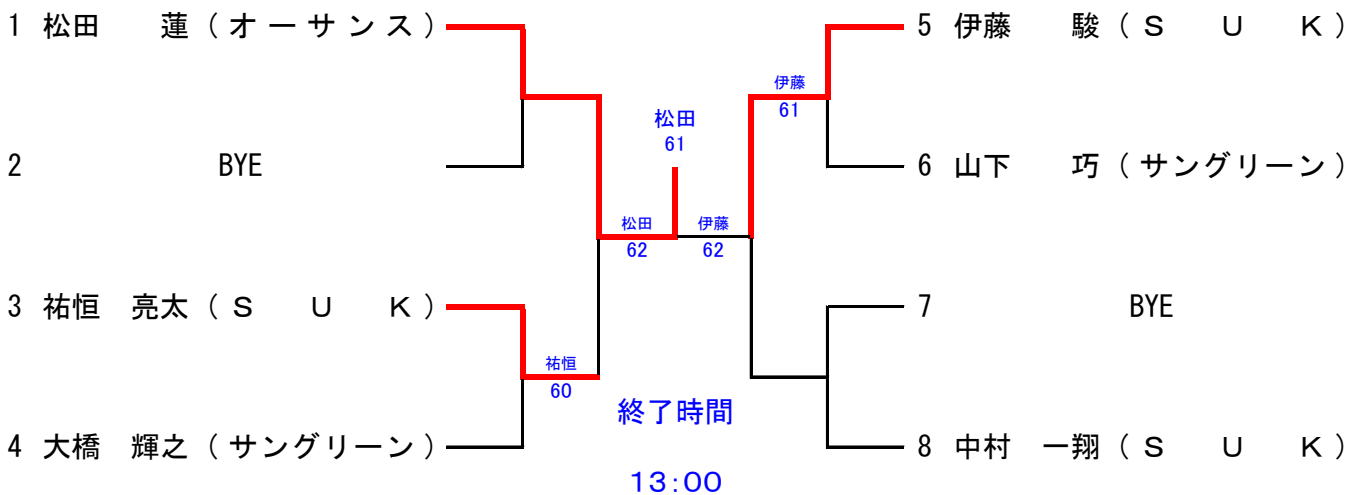 1 松田 蓮(オーサンス)
2 BYE
3 祐恒 亮太(S U K)
4 大橋 輝之(サングリーン)
祐恒
60
松田
62
松田
61
伊藤
62
伊藤
61
5 伊藤 駿(S U K)
6 山下 巧(サングリーン)
7 BYE
8 中村 一翔(S U K)
終了時間
13:00